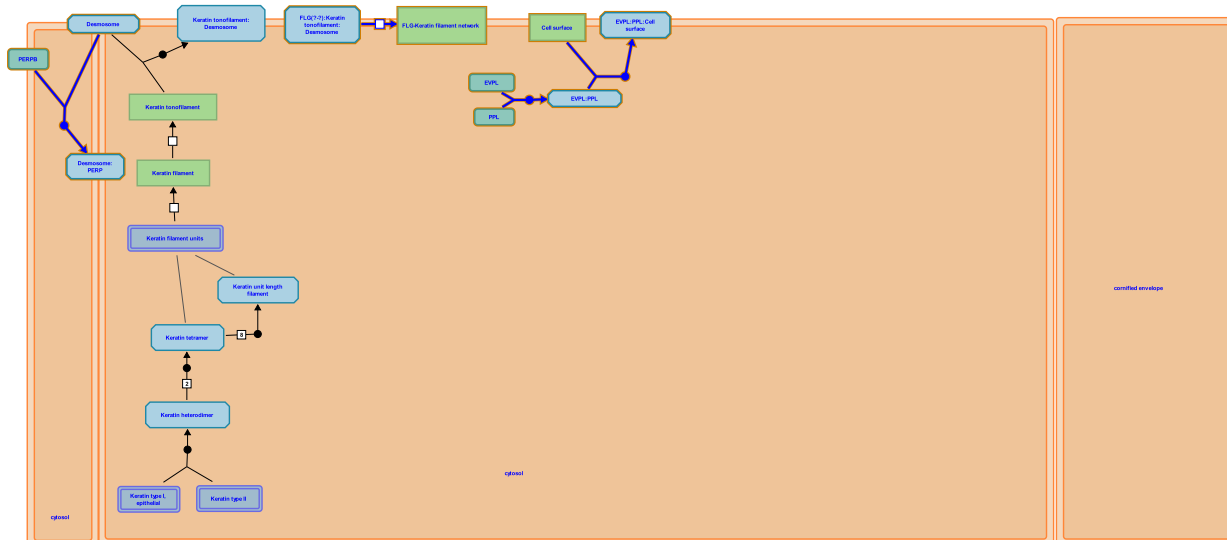 Desmosome
Keratin tonofilament:
Desmosome
FLG(?-?):Keratin
tonofilament:
Desmosome
FLG-Keratin filament network
Cell surface
EVPL:PPL:Cell
surface
PERPB
EVPL
EVPL:PPL
PPL
Keratin tonofilament
Desmosome:
PERP
Keratin filament
Keratin filament units
Keratin unit length
filament
cornified envelope
Keratin tetramer
8
2
Keratin heterodimer
cytosol
Keratin type I,
epithelial
Keratin type II
cytosol